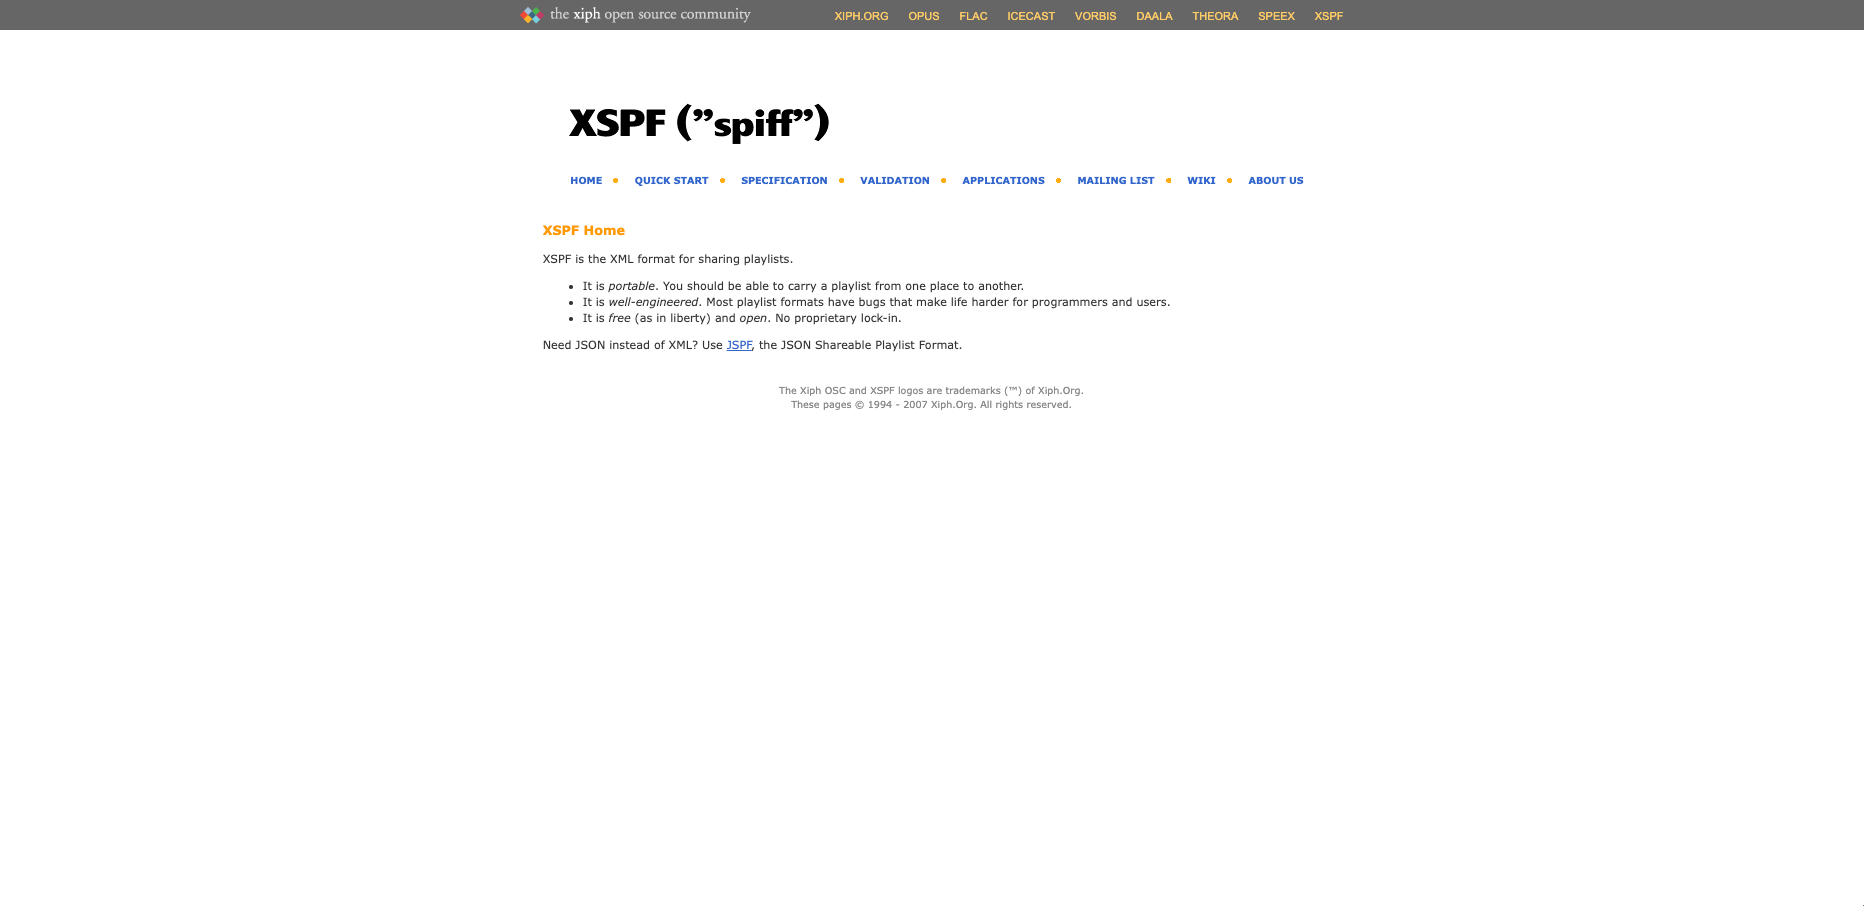 the xiph open source community
XIPH.ORG OPUS FLAC ICECAST VORBIS DAALA THEORA SPEEX XSPF
XSPF (”spiff”)
HOME • QUICK START • SPECIFICATION • VALIDATION • APPLICATIONS • MAILING LIST • WIKI • ABOUT US
XSPF Home
XSPF is the XML format for sharing playlists.
• It is portable. You should be able to carry a playlist from one place to another.
• It is well-engineered. Most playlist formats have bugs that make life harder for programmers and users.
• It is free (as in liberty) and open. No proprietary lock-in.
Need JSON instead of XML? Use JSPF, the JSON Shareable Playlist Format.
The Xiph OSC and XSPF logos are trademarks (™) of Xiph.Org.
These pages © 1994 - 2007 Xiph.Org. All rights reserved.